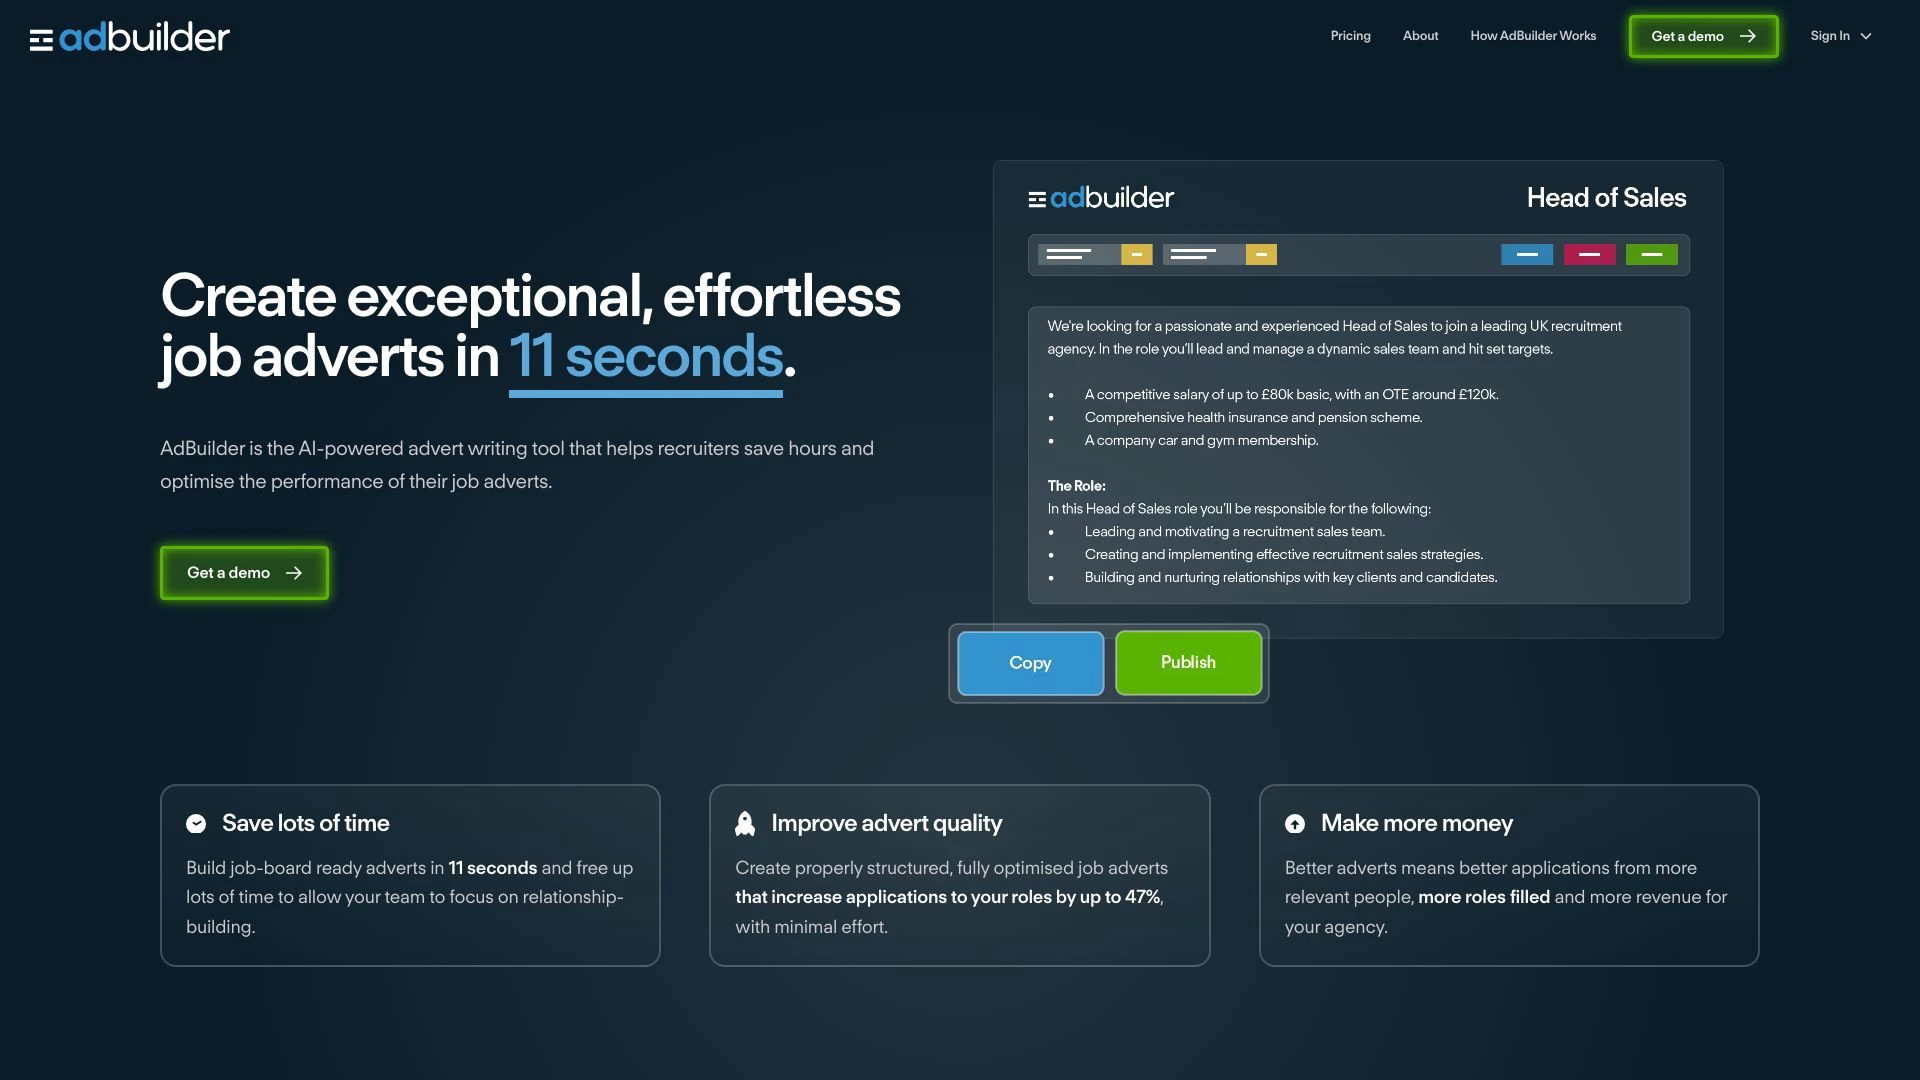 adbuilder
Pricing
About
How AdBuilder Works
Get a demo
Sign In
Create exceptional, effortless
job adverts in 11 seconds.
AdBuilder is the AI-powered advert writing tool that helps recruiters save hours and
optimise the performance of their job adverts.
Get a demo
adbuilder
Head of Sales
We're looking for a passionate and experienced Head of Sales to join a leading UK recruitment
agency. In the role you'll lead and manage a dynamic sales team and hit set targets.
• A competitive salary of up to £80k basic, with an OTE around £120k.
• Comprehensive health insurance and pension scheme.
• A company car and gym membership.
The Role:
In this Head of Sales role you'll be responsible for the following:
• Leading and motivating a recruitment sales team.
• Creating and implementing effective recruitment sales strategies.
• Building and nurturing relationships with key clients and candidates.
Copy
Publish
Save lots of time
Build job-board ready adverts in 11 seconds and free up
lots of time to allow your team to focus on relationship-
building.
Improve advert quality
Create properly structured, fully optimised job adverts
that increase applications to your roles by up to 47%,
with minimal effort.
Make more money
Better adverts means better applications from more
relevant people, more roles filled and more revenue for
your agency.